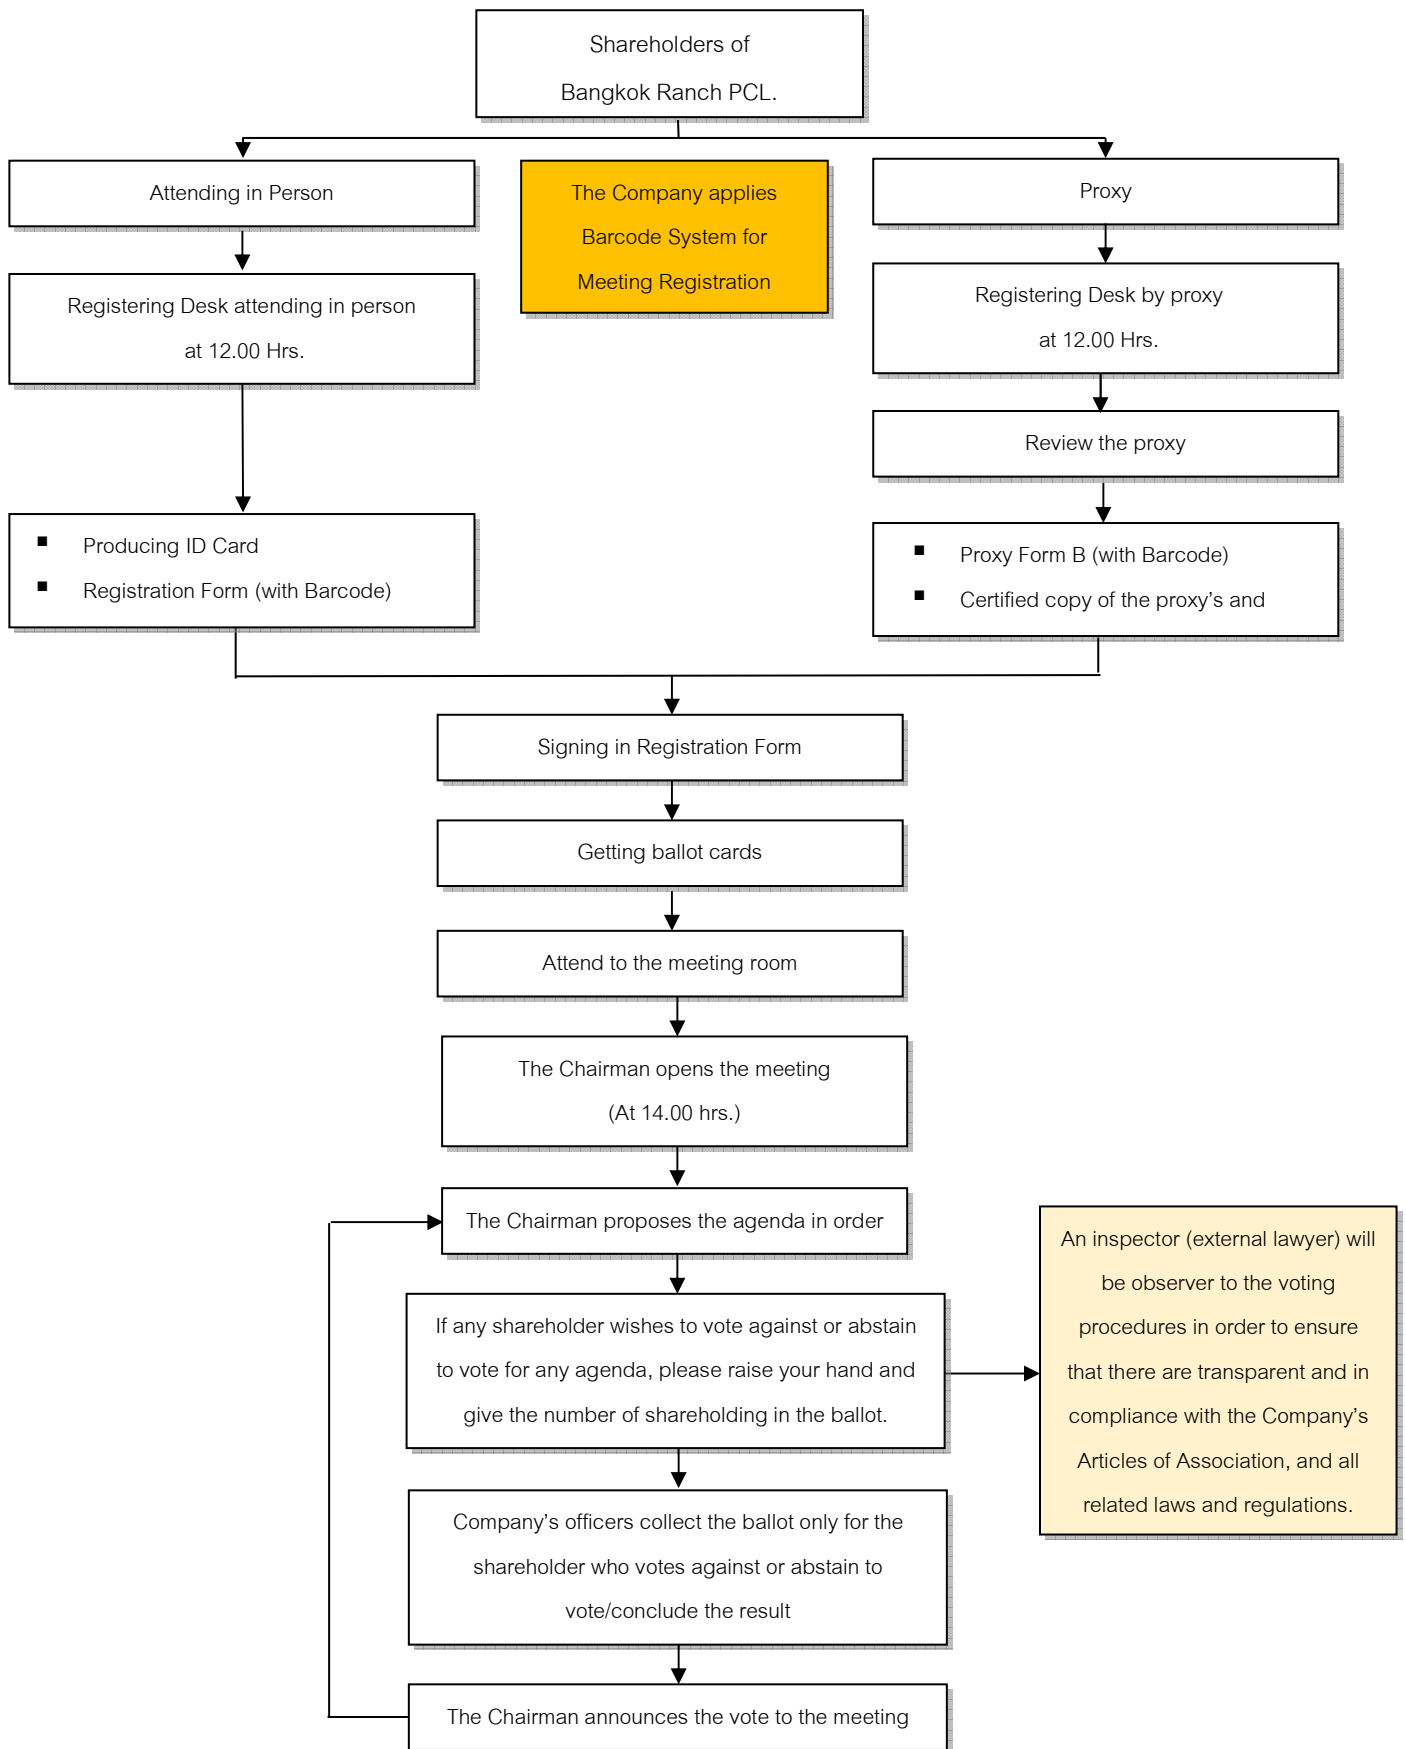 Shareholders of
Bangkok Ranch PCL.
Attending in Person
The Company applies
Barcode System for
Meeting Registration
Proxy
Registering Desk attending in person
at 12.00 Hrs.
Registering Desk by proxy
at 12.00 Hrs.
Review the proxy
▪ Producing ID Card
▪ Registration Form (with Barcode)
▪ Proxy Form B (with Barcode)
▪ Certified copy of the proxy’s and
Signing in Registration Form
Getting ballot cards
Attend to the meeting room
The Chairman opens the meeting
(At 14.00 hrs.)
The Chairman proposes the agenda in order
If any shareholder wishes to vote against or abstain
to vote for any agenda, please raise your hand and
give the number of shareholding in the ballot.
An inspector (external lawyer) will
be observer to the voting
procedures in order to ensure
that there are transparent and in
compliance with the Company’s
Articles of Association, and all
related laws and regulations.
Company’s officers collect the ballot only for the
shareholder who votes against or abstain to
vote/conclude the result
The Chairman announces the vote to the meeting